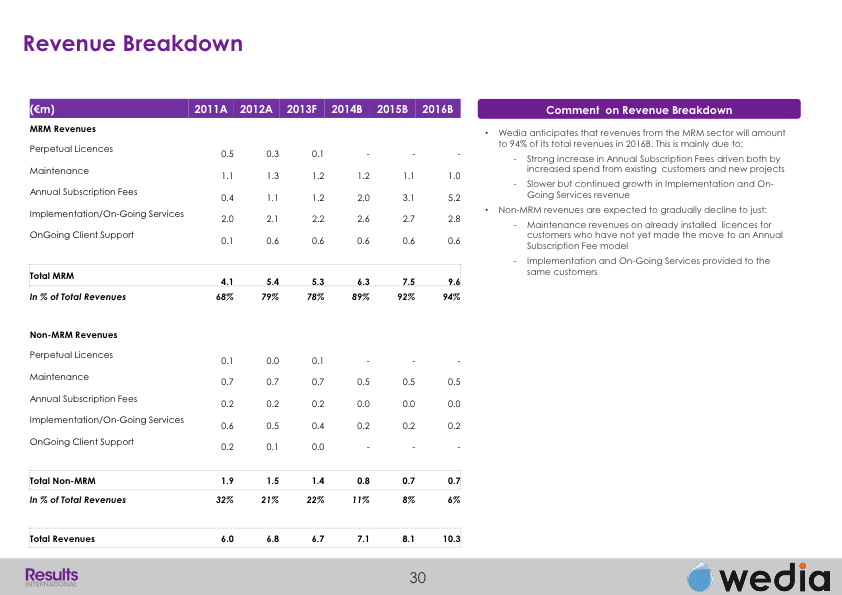 Revenue Breakdown
(€m) 2011A 2012A 2013F 2014B 2015B 2016B
MRM Revenues
Perpetual Licences 0.5 0.3 0.1 - - -
Maintenance 1.1 1.3 1.2 1.2 1.1 1.0
Annual Subscription Fees 0.4 1.1 1.2 2.0 3.1 5.2
Implementation/On-Going Services 2.0 2.1 2.2 2.6 2.7 2.8
OnGoing Client Support 0.1 0.6 0.6 0.6 0.6 0.6
Total MRM 4.1 5.4 5.3 6.3 7.5 9.6
In % of Total Revenues 68% 79% 78% 89% 92% 94%
Non-MRM Revenues
Perpetual Licences 0.1 0.0 0.1 - - -
Maintenance 0.7 0.7 0.7 0.5 0.5 0.5
Annual Subscription Fees 0.2 0.2 0.2 0.0 0.0 0.0
Implementation/On-Going Services 0.6 0.5 0.4 0.2 0.2 0.2
OnGoing Client Support 0.2 0.1 0.0 - - -
Total Non-MRM 1.9 1.5 1.4 0.8 0.7 0.7
In % of Total Revenues 32% 21% 22% 11% 8% 6%
Total Revenues 6.0 6.8 6.7 7.1 8.1 10.3
Comment on Revenue Breakdown
• Wedia anticipates that revenues from the MRM sector will amount
to 94% of its total revenues in 2016B. This is mainly due to:
- Strong increase in Annual Subscription Fees driven both by
increased spend from existing customers and new projects
- Slower but continued growth in Implementation and On-
Going Services revenue
• Non-MRM revenues are expected to gradually decline to just:
- Maintenance revenues on already installed licences for
customers who have not yet made the move to an Annual
Subscription Fee model
- Implementation and On-Going Services provided to the
same customers
Results
INTERNATIONAL
30
wedia